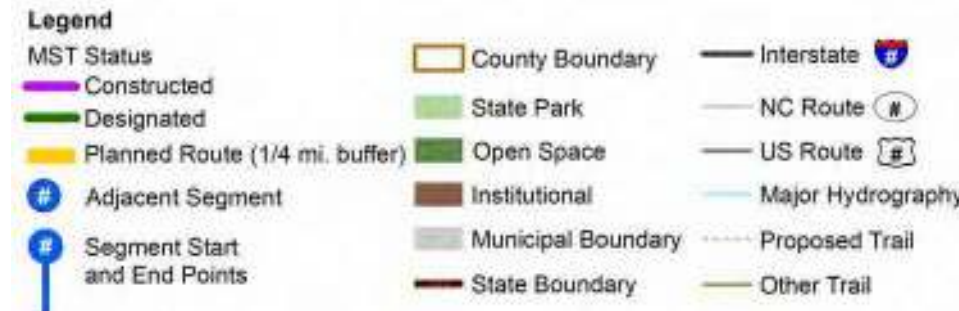 Legend
MST Status
Constructed
Designated
Planned Route (1/4 mi. buffer)
# Adjacent Segment
# Segment Start
and End Points
County Boundary
State Park
Open Space
Institutional
Municipal Boundary
State Boundary
Interstate #
NC Route #
US Route #
Major Hydrography
Proposed Trail
Other Trail